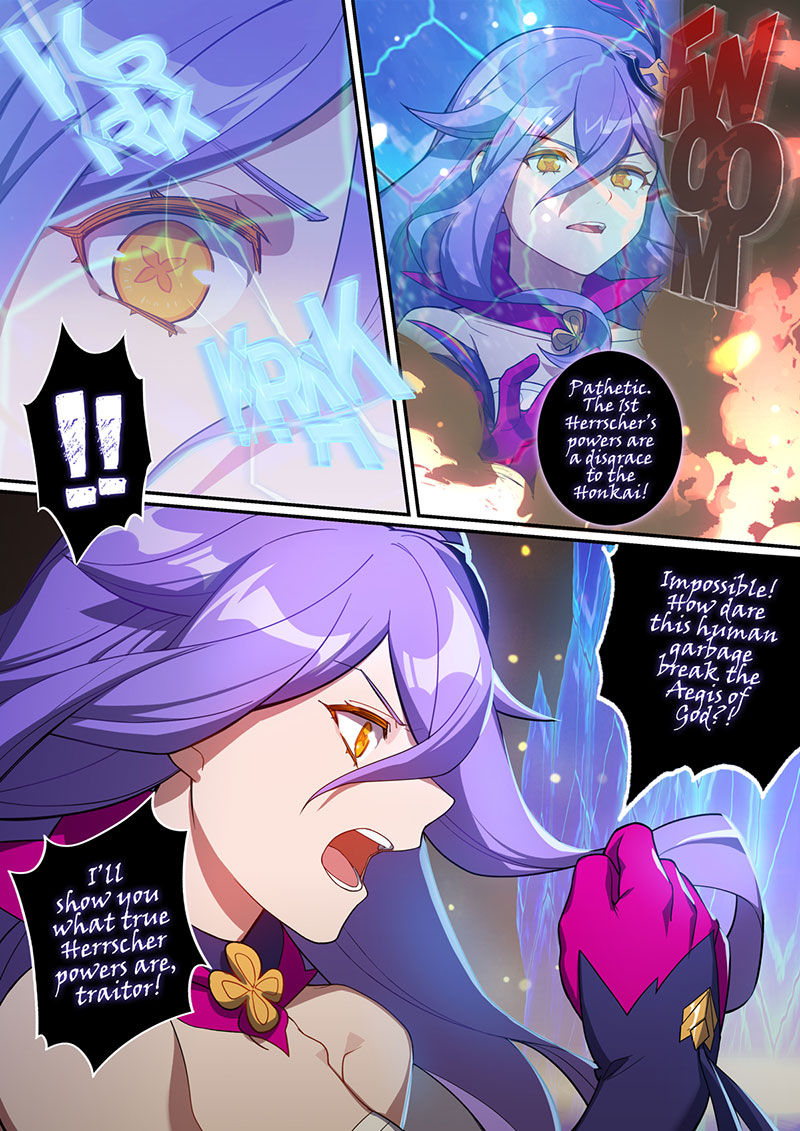 FWOOM
Pathetic.
The 1st
Herrscher's
powers are
a disgrace
to the
Honkai!
KRRK
KRRK
KRAK
!!
Impossible!
How dare
this human
garbage
break the
Aegis of
God?!
I'll
show you
what true
Herrscher
powers are,
traitor!